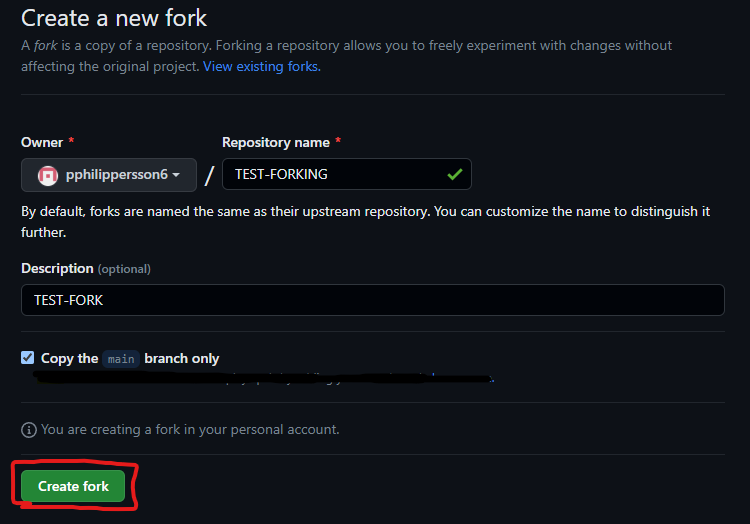 Create a new fork
A fork is a copy of a repository. Forking a repository allows you to freely experiment with changes without
affecting the original project. View existing forks.
Owner *
Repository name *
pphilippersson6
/
TEST-FORKING
By default, forks are named the same as their upstream repository. You can customize the name to distinguish it
further.
Description (optional)
TEST-FORK
Copy the main branch only
You are creating a fork in your personal account.
Create fork